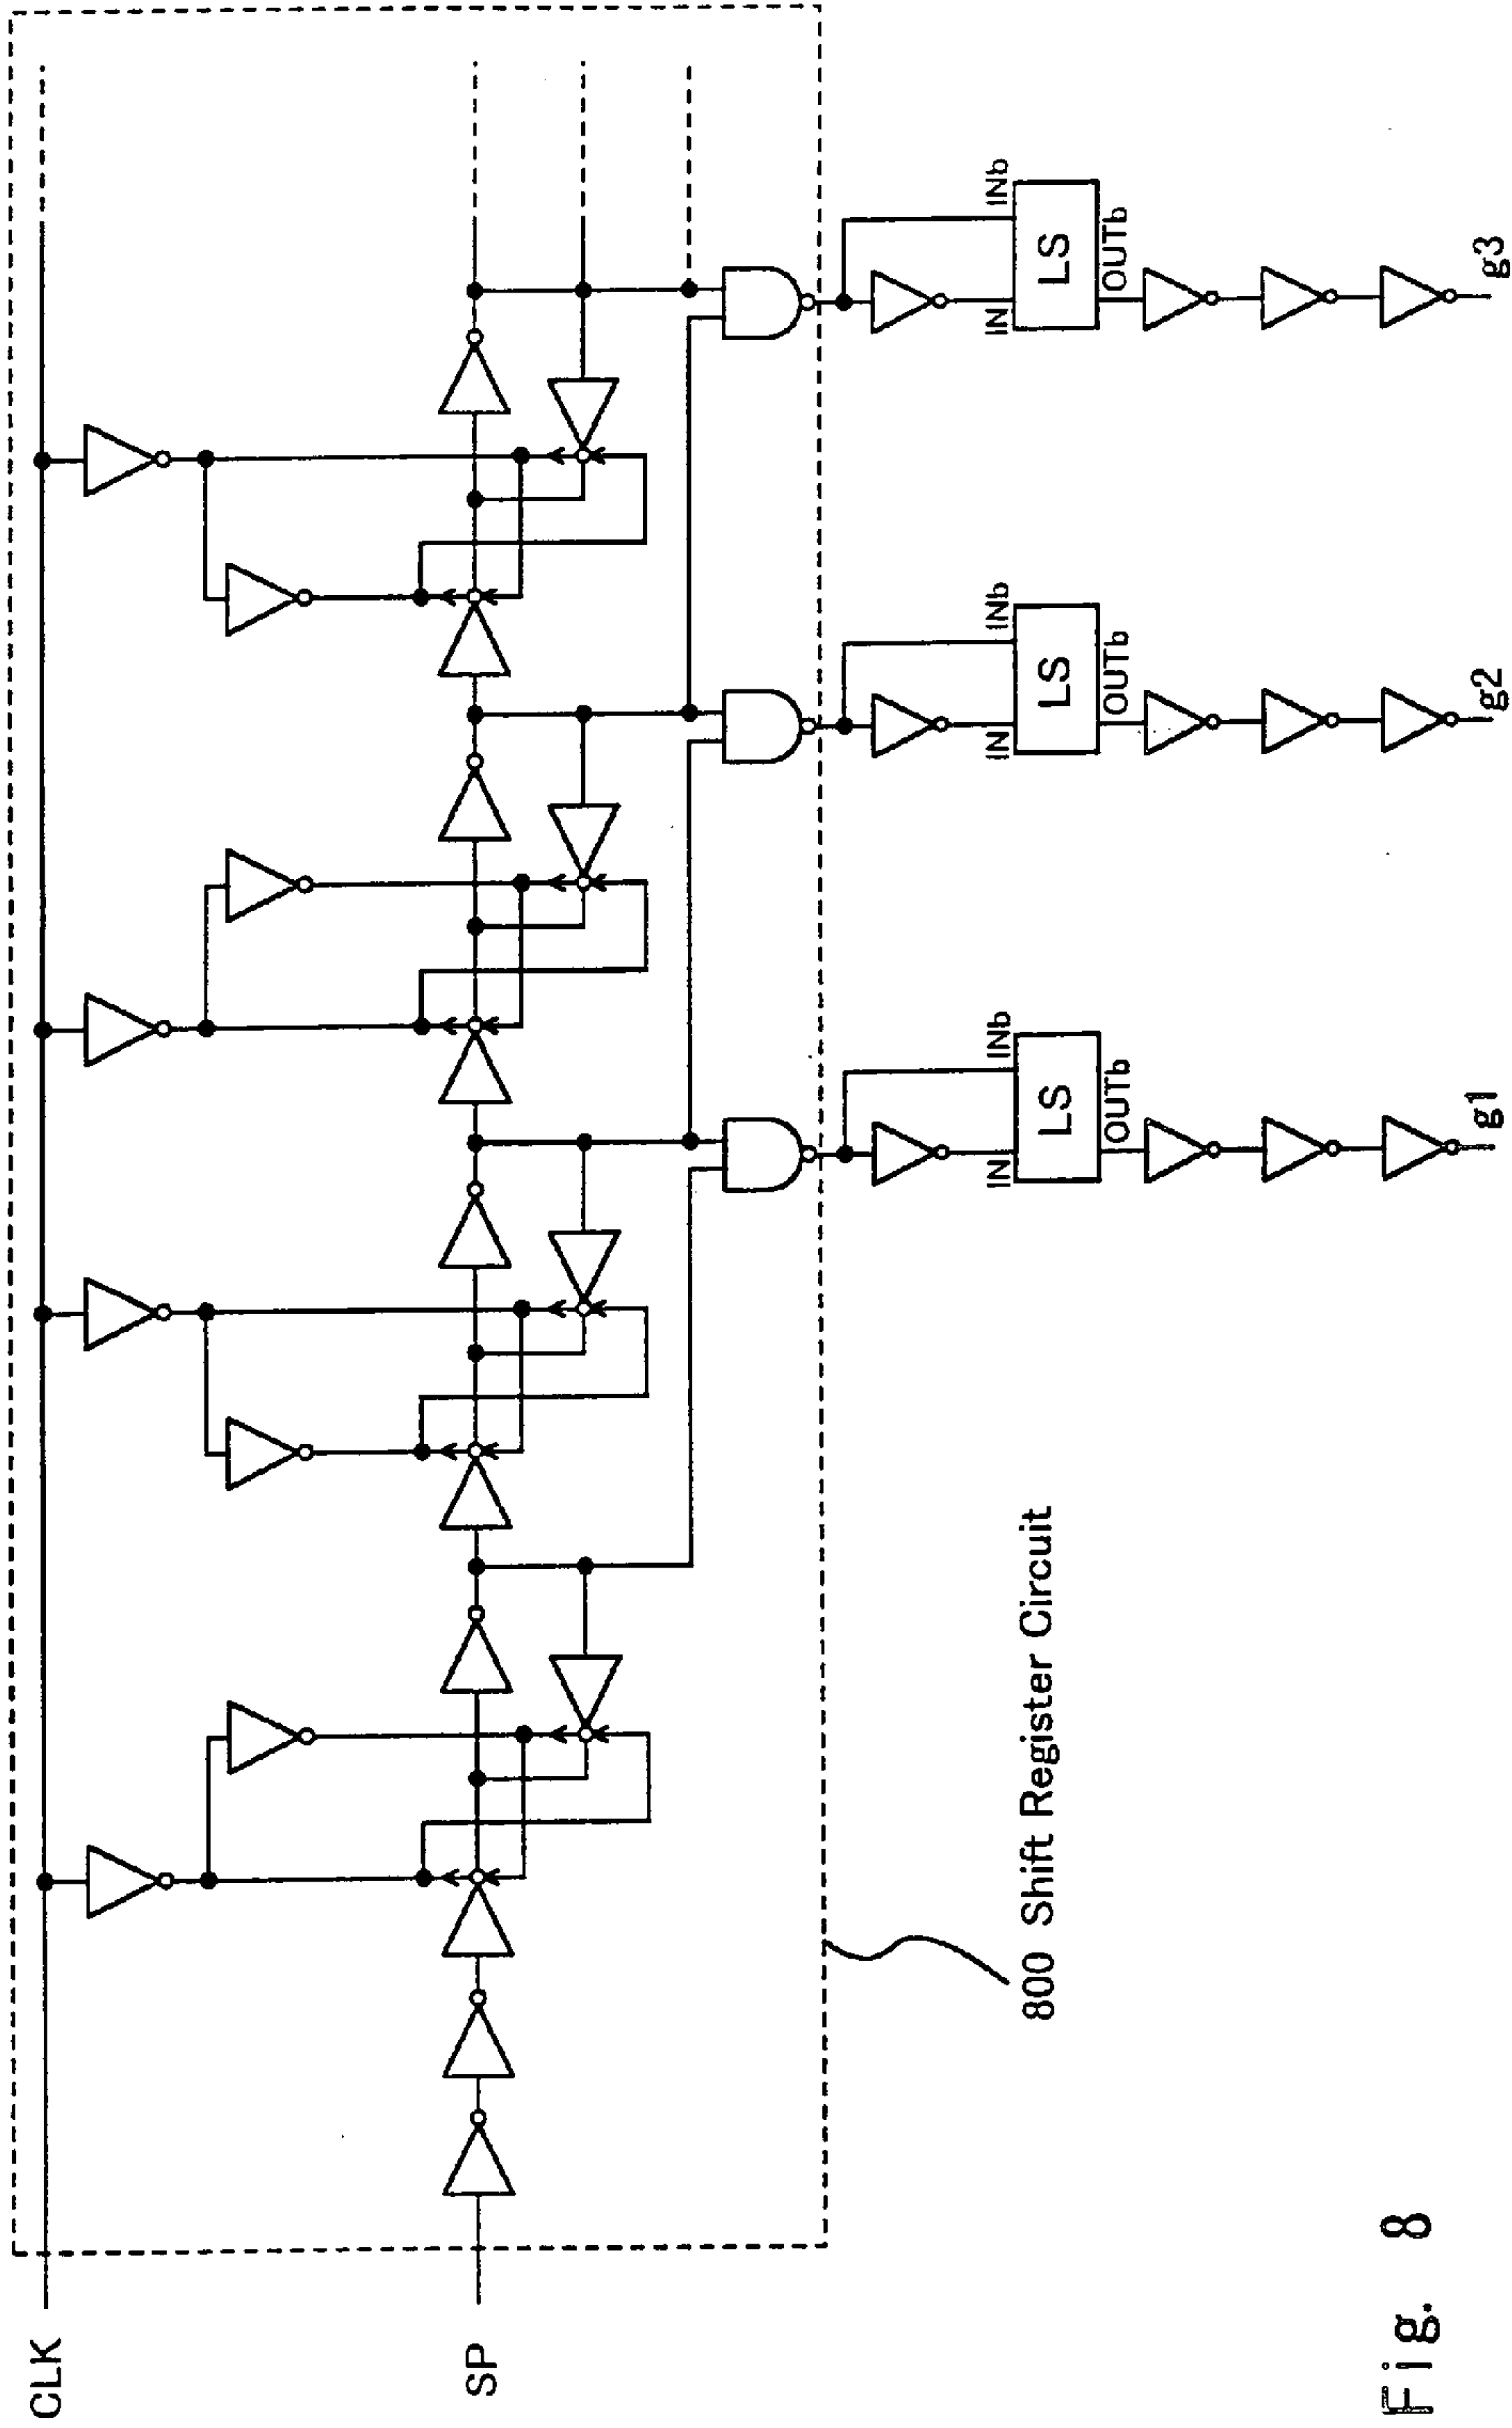 CLK
SP
800 Shift Register Circuit
IN
INb
LS
OUTb
g1
IN
INb
LS
OUTb
g2
IN
INb
LS
OUTb
g3
Fig. 8